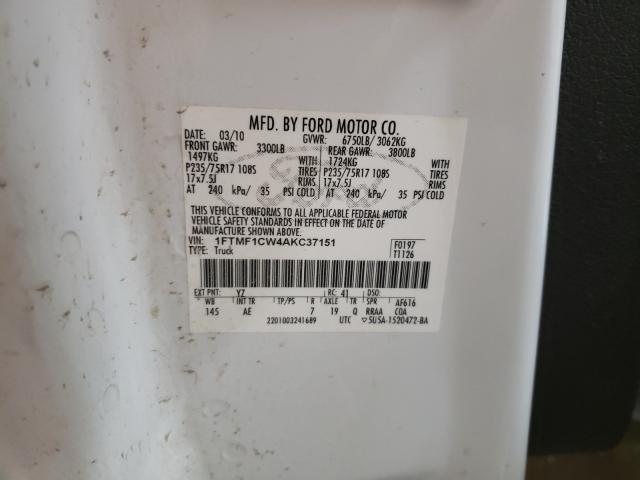 MFD. BY FORD MOTOR CO.
DATE: 03/10 GVWR: 6750LB/ 3062KG
FRONT GAWR: 3300LB REAR GAWR: 3800LB
1497KG WITH 1724KG WITH
P235/75R17 108S TIRES P235/75R17 108S TIRES
17x7.5J RIMS 17x7.5J RIMS
AT 240 kPa/ 35 PSI COLD AT 240 kPa/ 35 PSI COLD
THIS VEHICLE CONFORMS TO ALL APPLICABLE FEDERAL MOTOR
VEHICLE SAFETY STANDARDS IN EFFECT ON THE DATE OF
MANUFACTURE SHOWN ABOVE.
VIN: 1FTMF1CW4AKC37151 F0197
TYPE: Truck T1126
EXT PNT: YZ RC: 41 DSO:
WB INT TR TP/PS R AXLE TR SPR AF616
145 AE 7 19 Q RRAA COA
2201003241689 UTC ▽5U5A-1520472-BA